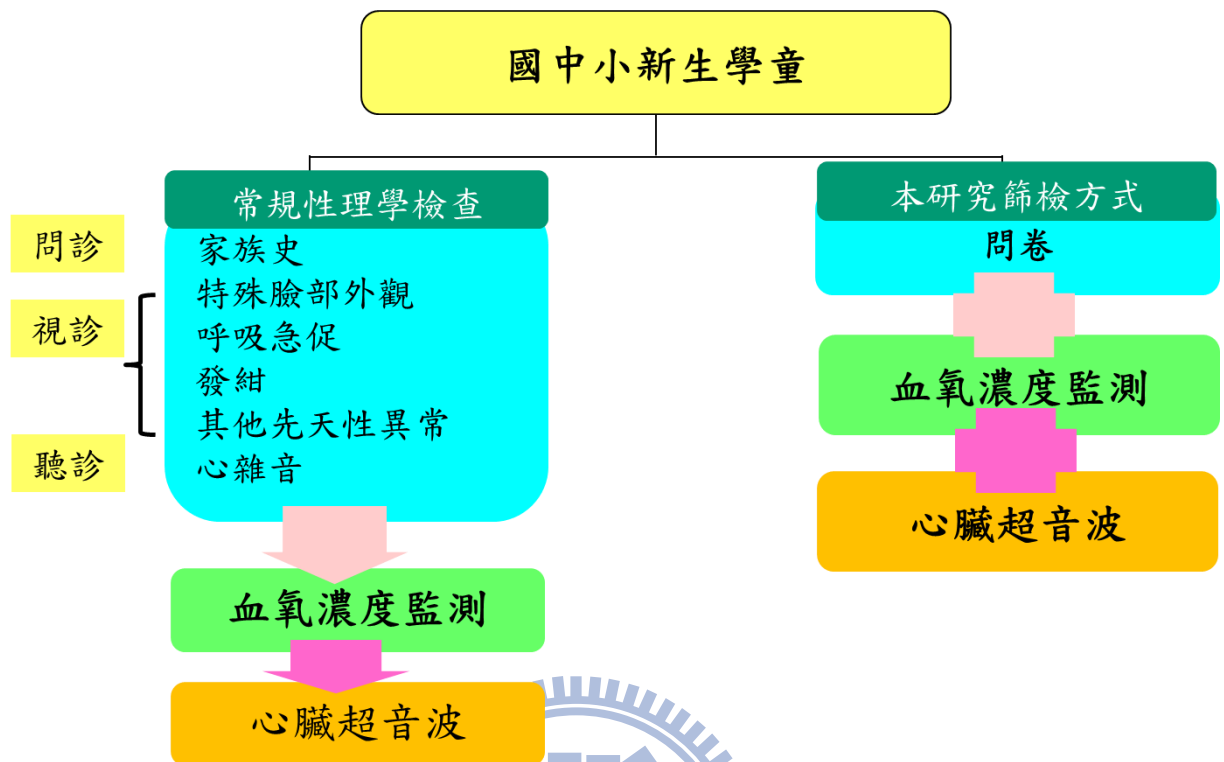 國中小新生學童
常規性理學檢查
問診
家族史
視診
特殊臉部外觀
呼吸急促
發紺
其他先天性異常
聽診
心雜音
血氧濃度監測
心臟超音波
本研究篩檢方式
問卷
血氧濃度監測
心臟超音波